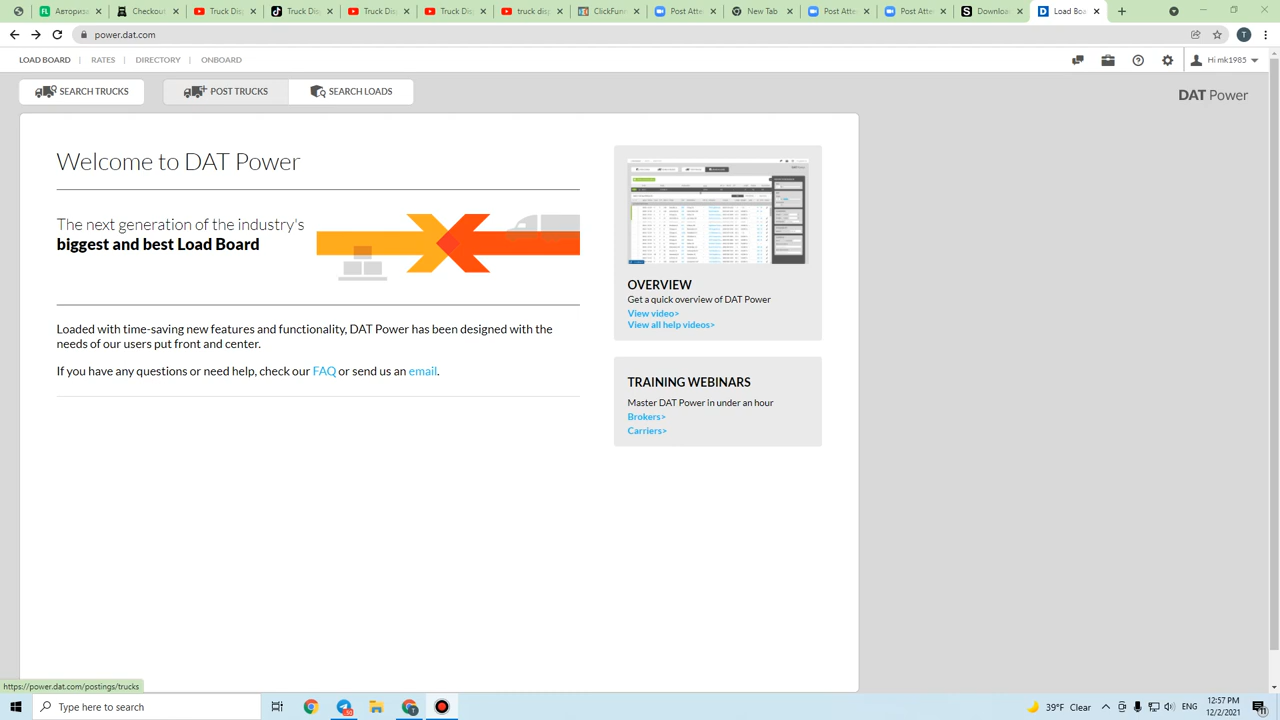 Truck D
Aeropos
Checkout
Truck Dis
Truck Dis
Truck Dis
truck disp
ClickFunn
Post Atte
New Tab
Post Atte
Post Atte
Downloa
Load Boa
power.dat.com
T
LOAD BOARD | RATES | DIRECTORY | ONBOARD
Hi mk1985
SEARCH TRUCKS
POST TRUCKS
SEARCH LOADS
DAT Power
Welcome to DAT Power
The next generation of the industry's
biggest and best Load Board
Loaded with time-saving new features and functionality, DAT Power has been designed with the
needs of our users put front and center.
If you have any questions or need help, check our FAQ or send us an email.
OVERVIEW
Get a quick overview of DAT Power
View video>
View all help videos>
TRAINING WEBINARS
Master DAT Power in under an hour
Brokers>
Carriers>
https://power.dat.com/postings/trucks
Type here to search
39°F Clear
ENG
12:57 PM
12/2/2021